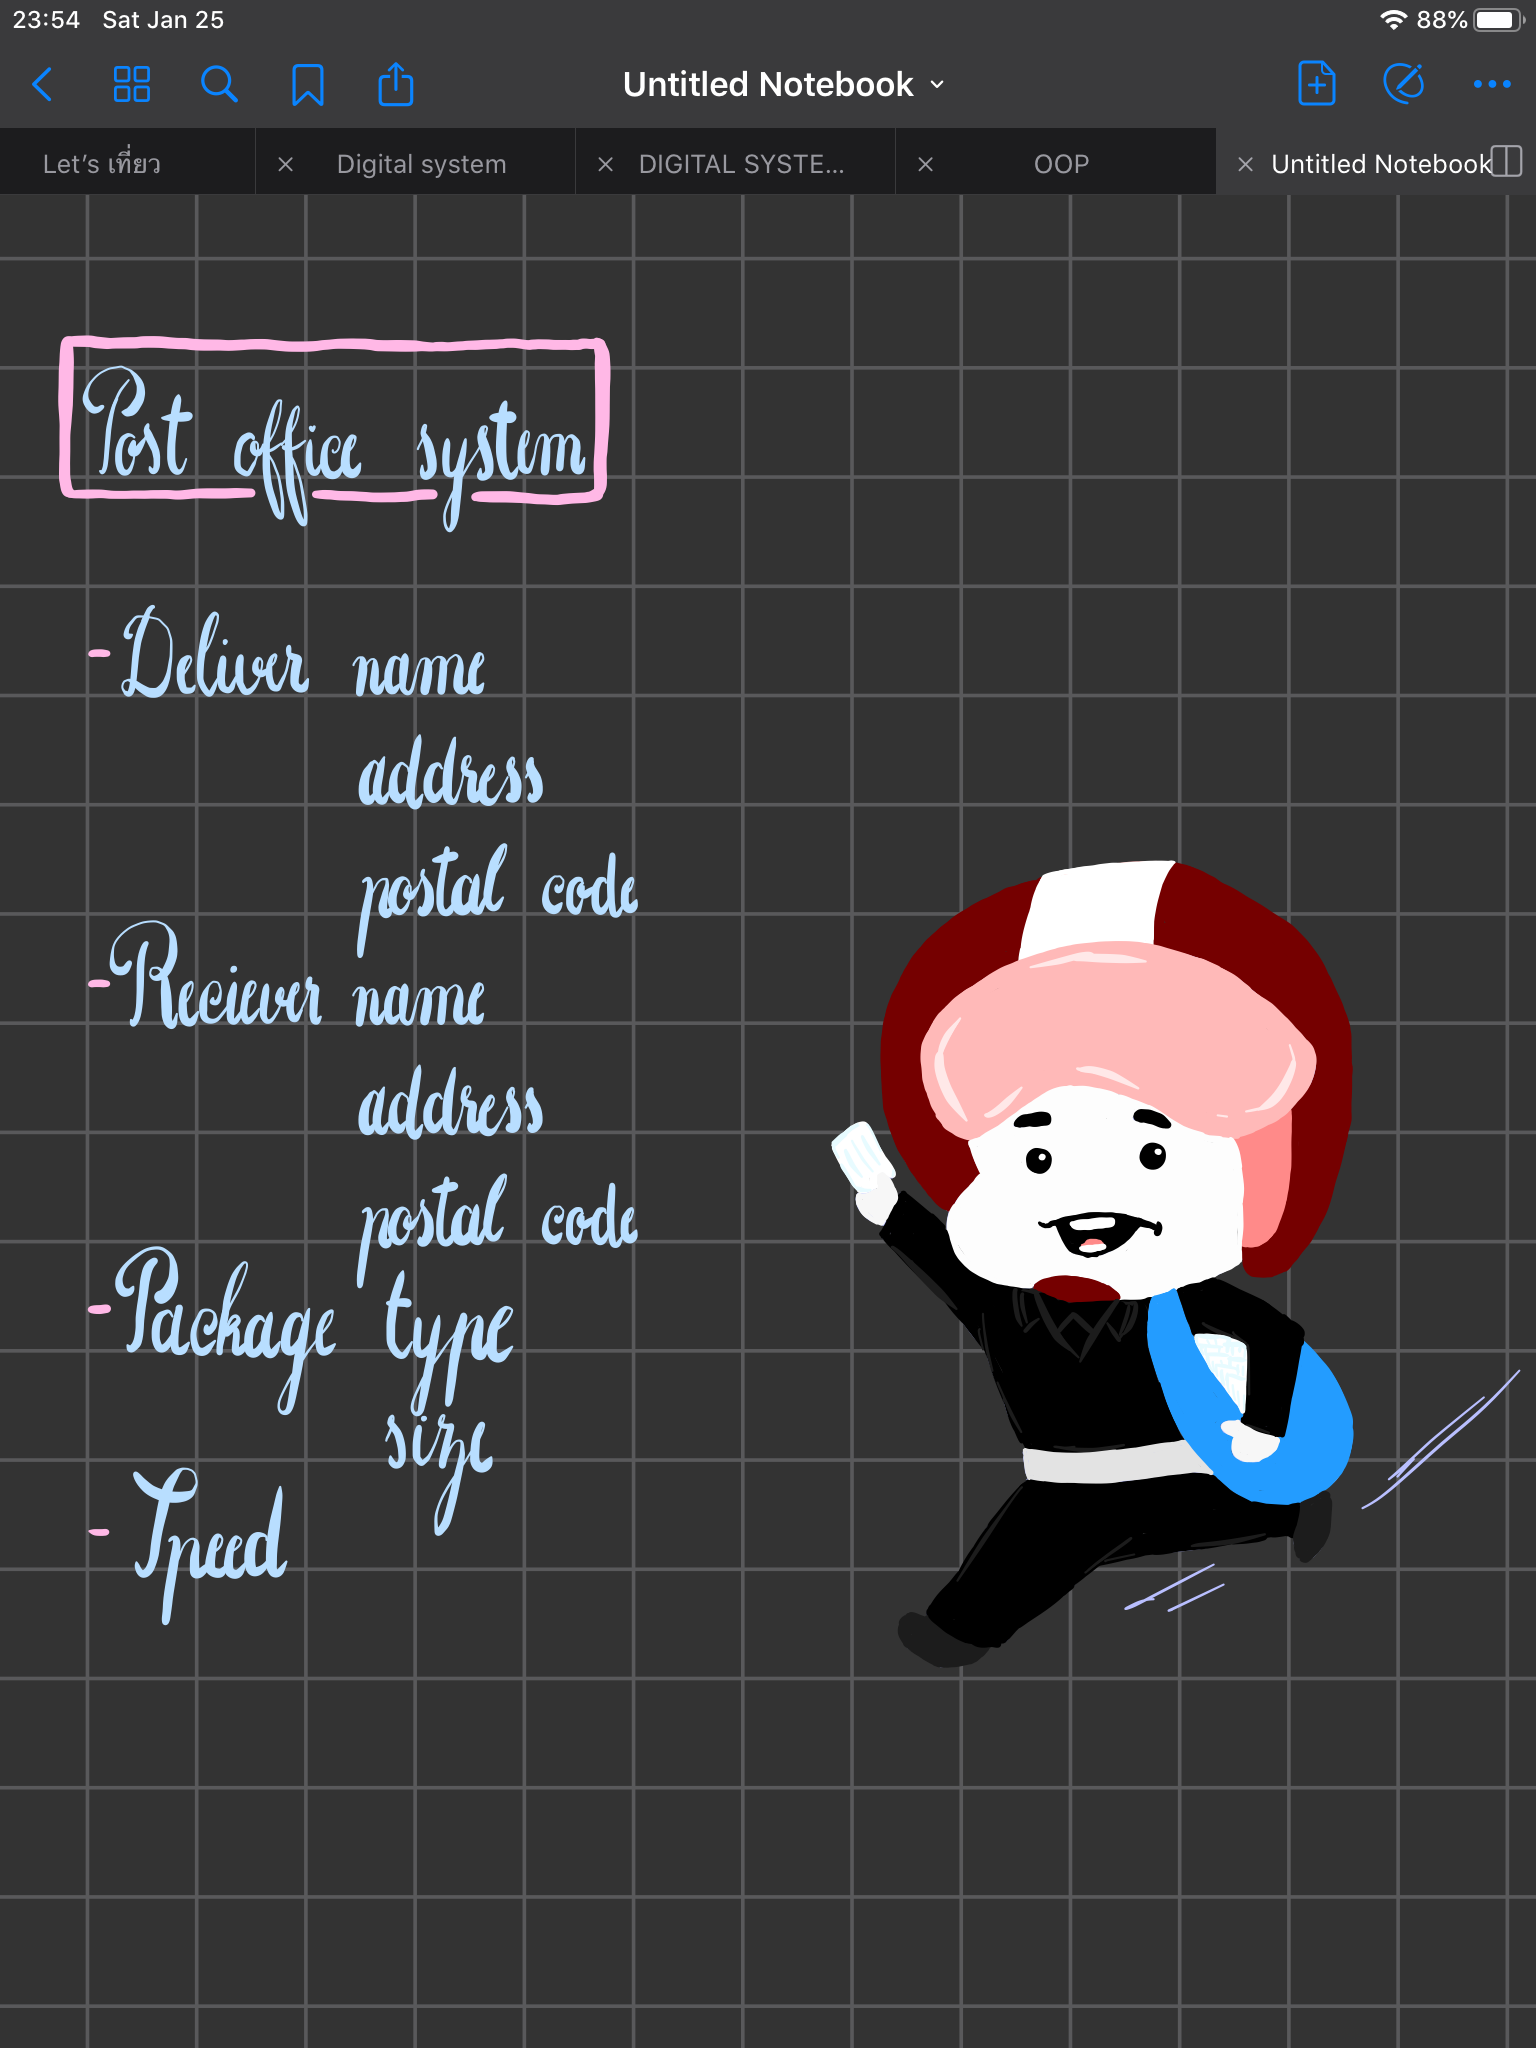 23:54 Sat Jan 25 88%
Untitled Notebook
Let's เที่ยว Digital system DIGITAL SYSTE... OOP Untitled Notebook
Post office system
- Deliver name
address
postal code
- Reciever name
address
postal code
- Package type
size
- Speed